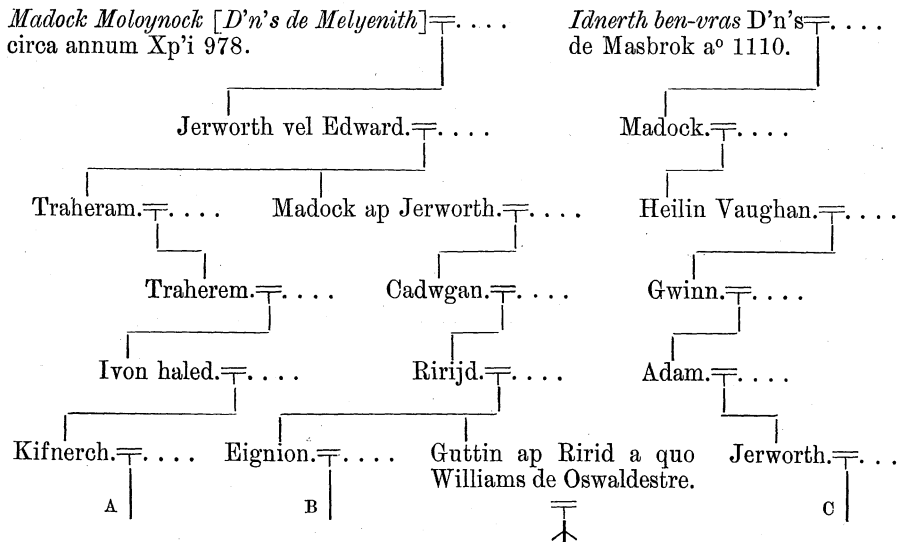 Madock Moloynock [D'n's de Melyenith]=. . . . Idnerth ben-vras D'n's=. . . .
circa annum Xp'i 978. de Masbrok aº 1110.
Jerworth vel Edward.=. . . . Madock.=. . . .
Traheram.=. . . . Madock ap Jerworth.=. . . . Heilin Vaughan.=. . . .
Traherem.=. . . . Cadwgan.=. . . . Gwinn.=. . . .
Ivon haled.=. . . . Ririjd.=. . . . Adam.=. . . .
Kifnerch.=. . . . Eignion.=. . . . Guttin ap Ririd a quo Jerworth.=. . .
Williams de Oswaldestre.
A B C